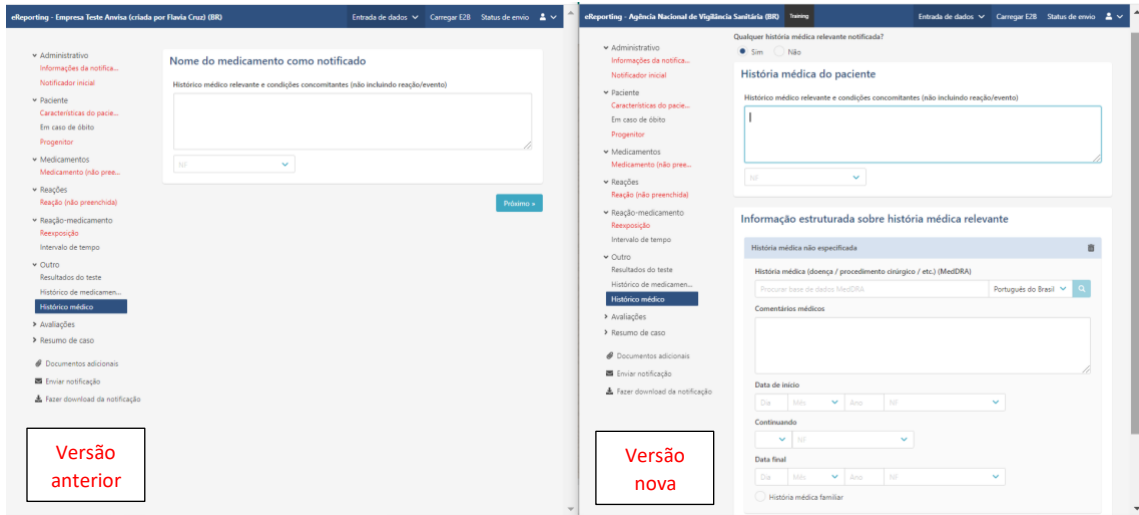 eReporting - Empresa Teste Anvisa (criada por Flavia Cruz) (BR)
Entrada de dados
Carregar E2B
Status de envio
Administrativo
Informações da notifica...
Notificador inicial
Paciente
Características do pacie...
Em caso de óbito
Progenitor
Medicamentos
Medicamento (não pree...
Reações
Reação (não preenchida)
Reação-medicamento
Reexposição
Intervalo de tempo
Outro
Resultados do teste
Histórico de medicamen...
Histórico médico
Avaliações
Resumo de caso
Documentos adicionais
Enviar notificação
Fazer download da notificação
Nome do medicamento como notificado
Histórico médico relevante e condições concomitantes (não incluindo reação/evento)
NI
Próximo »
Versão
anterior
eReporting - Agência Nacional de Vigilância Sanitária (BR)
Training
Entrada de dados
Carregar E2B
Status de envio
Administrativo
Informações da notifica...
Notificador inicial
Paciente
Características do pacie...
Em caso de óbito
Progenitor
Medicamentos
Medicamento (não pree...
Reações
Reação (não preenchida)
Reação-medicamento
Reexposição
Intervalo de tempo
Outro
Resultados do teste
Histórico de medicamen...
Histórico médico
Avaliações
Resumo de caso
Documentos adicionais
Enviar notificação
Fazer download da notificação
Qualquer história médica relevante notificada?
Sim
Não
História médica do paciente
Histórico médico relevante e condições concomitantes (não incluindo reação/evento)
NI
Informação estruturada sobre história médica relevante
História médica não especificada
História médica (doença / procedimento cirúrgico / etc.) (MedDRA)
Procurar base de dados MedDRA
Português do Brasil
Comentários médicos
Data de início
Dia
Mês
Ano
NI
Continuando
NI
Data final
Dia
Mês
Ano
NI
História médica familiar
Versão
nova